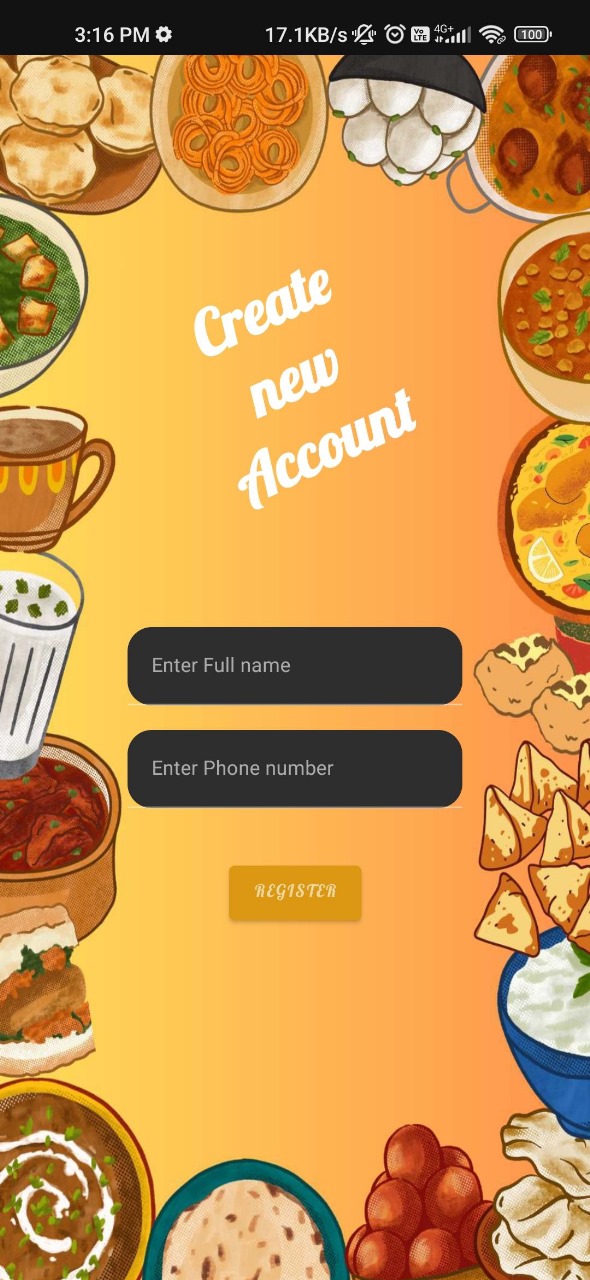 3:16 PM 17.1KB/s Vo LTE 4G+ 100
Create
new
Account
Enter Full name
Enter Phone number
REGISTER